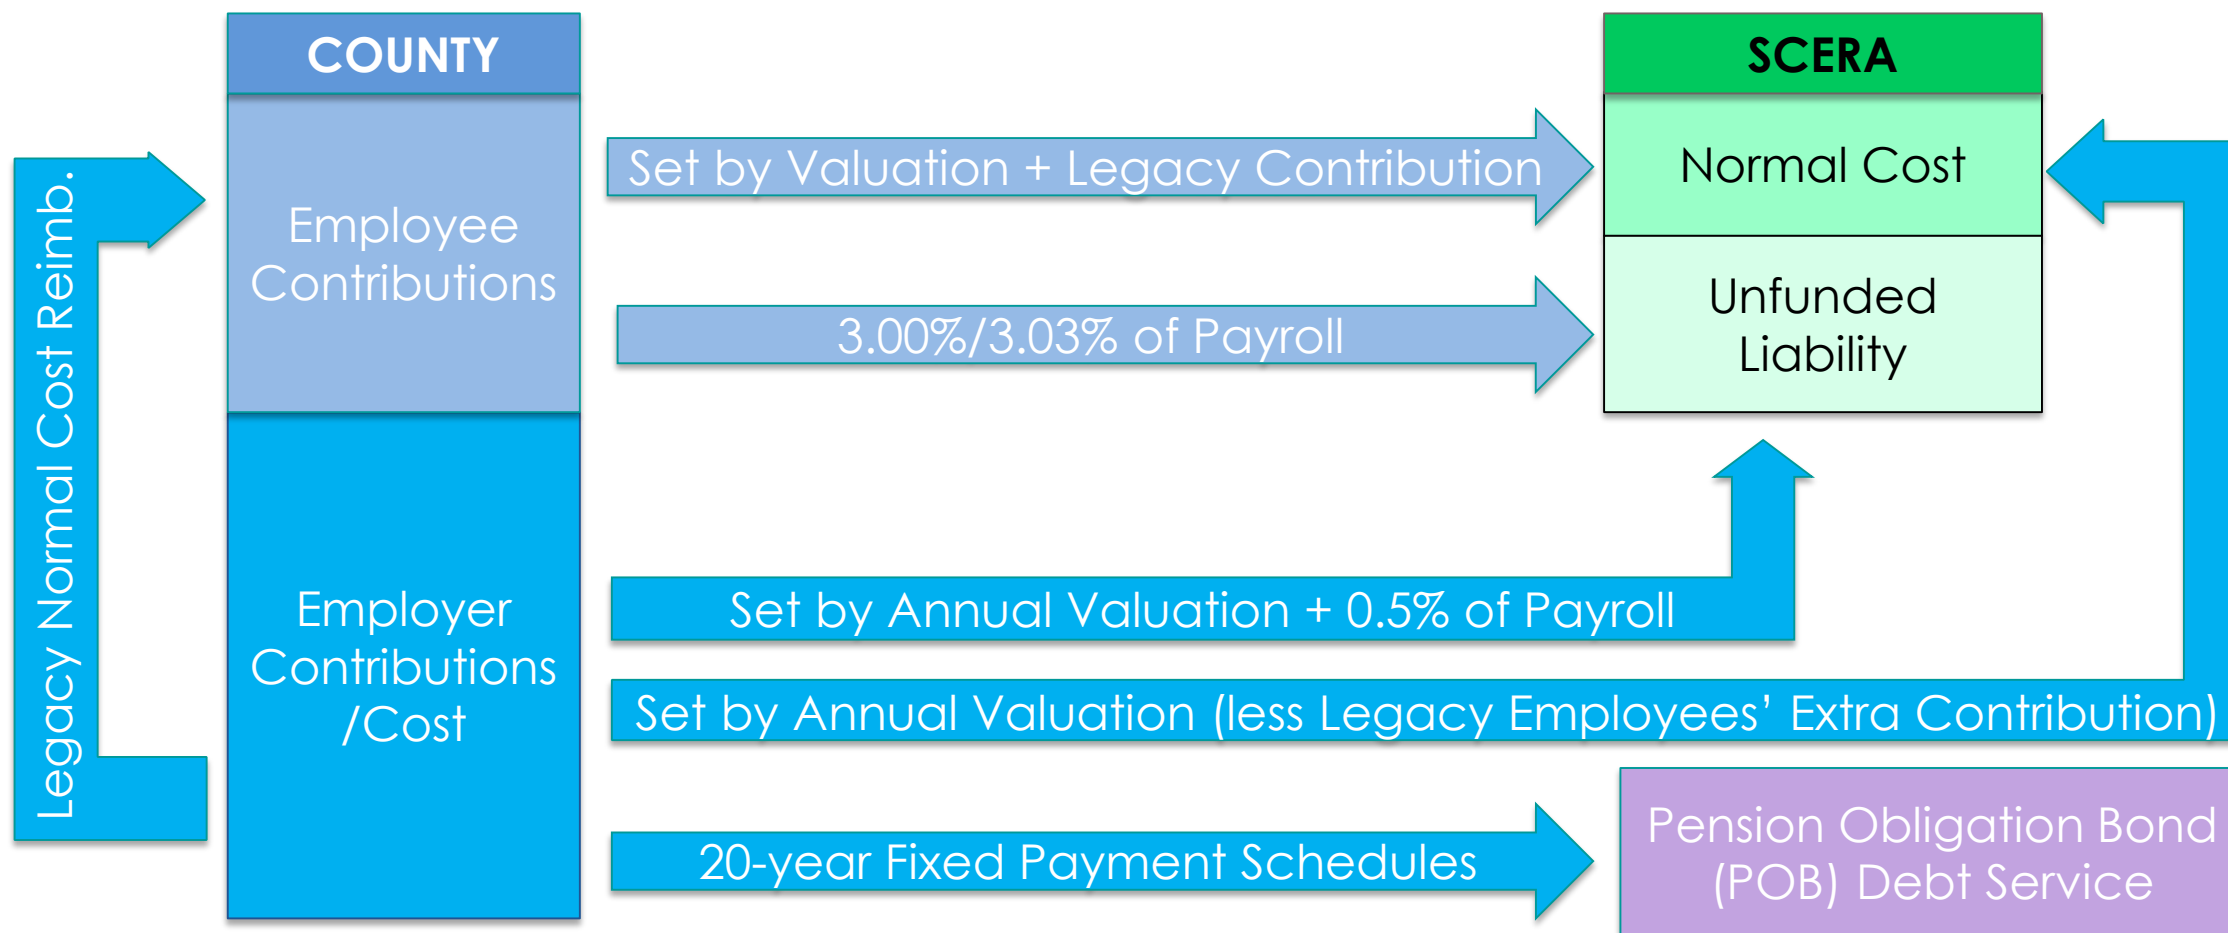 COUNTY
SCERA
Legacy Normal Cost Reimb.
Employee
Contributions
Set by Valuation + Legacy Contribution
Normal Cost
3.00%/3.03% of Payroll
Unfunded
Liability
Employer
Contributions
/Cost
Set by Annual Valuation + 0.5% of Payroll
Set by Annual Valuation (less Legacy Employees’ Extra Contribution)
20-year Fixed Payment Schedules
Pension Obligation Bond
(POB) Debt Service